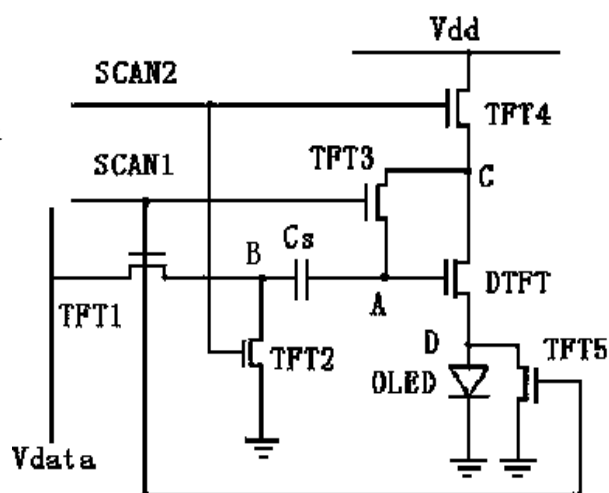 Vdd
SCAN2
TFT4
SCAN1
TFT3
C
B
Cs
A
DTFT
TFT1
TFT2
D
TFT5
OLED
Vdata